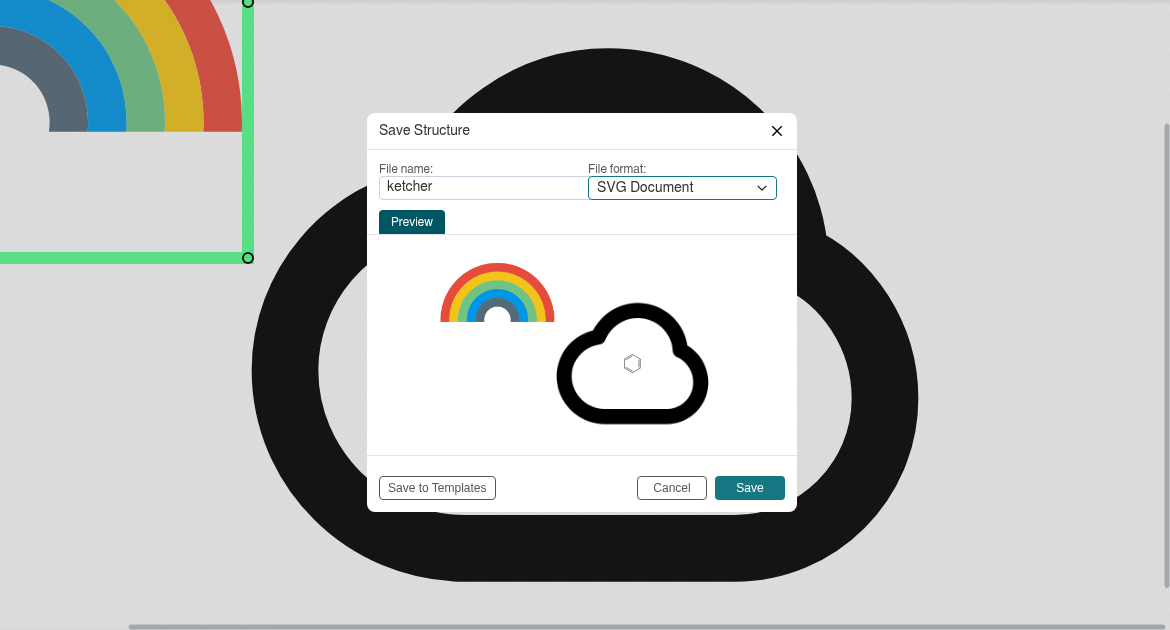 Save Structure
File name:
File format:
ketcher
SVG Document
Preview
Save to Templates
Cancel
Save